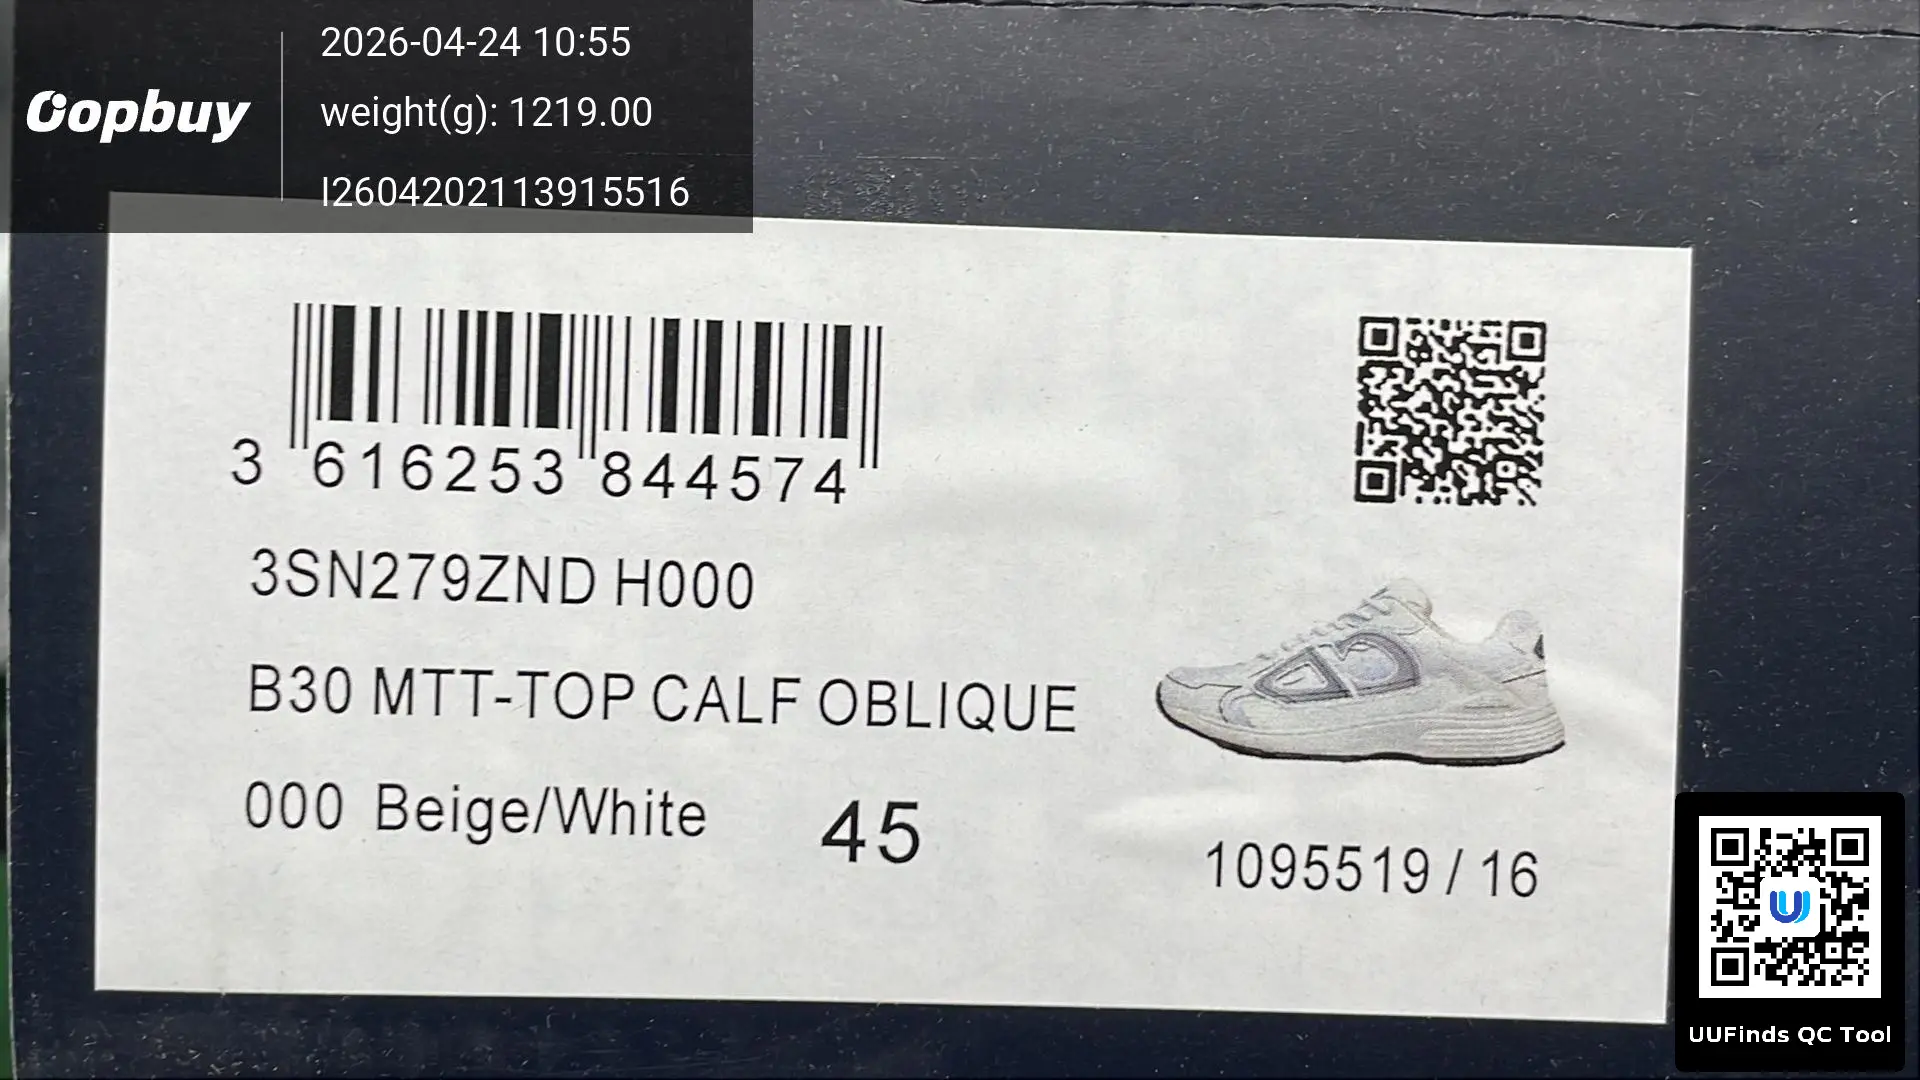 2026-04-24 10:55
Oopbuy
weight(g): 1219.00
I2604202113915516
3 616253 844574
3SN279ZND H000
B30 MTT-TOP CALF OBLIQUE
000 Beige/White 45
1095519 / 16
U
UUFinds QC Tool